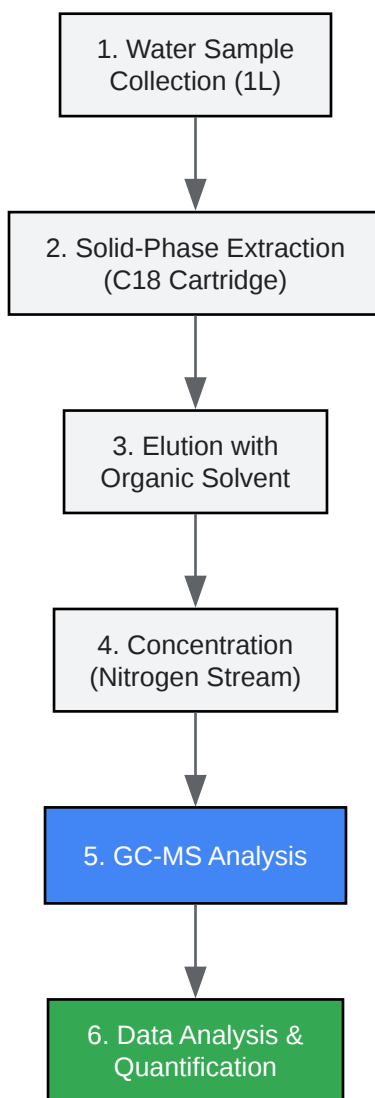 1. Water Sample
Collection (1L)
2. Solid-Phase Extraction
(C18 Cartridge)
3. Elution with
Organic Solvent
4. Concentration
(Nitrogen Stream)
5. GC-MS Analysis
6. Data Analysis &
Quantification